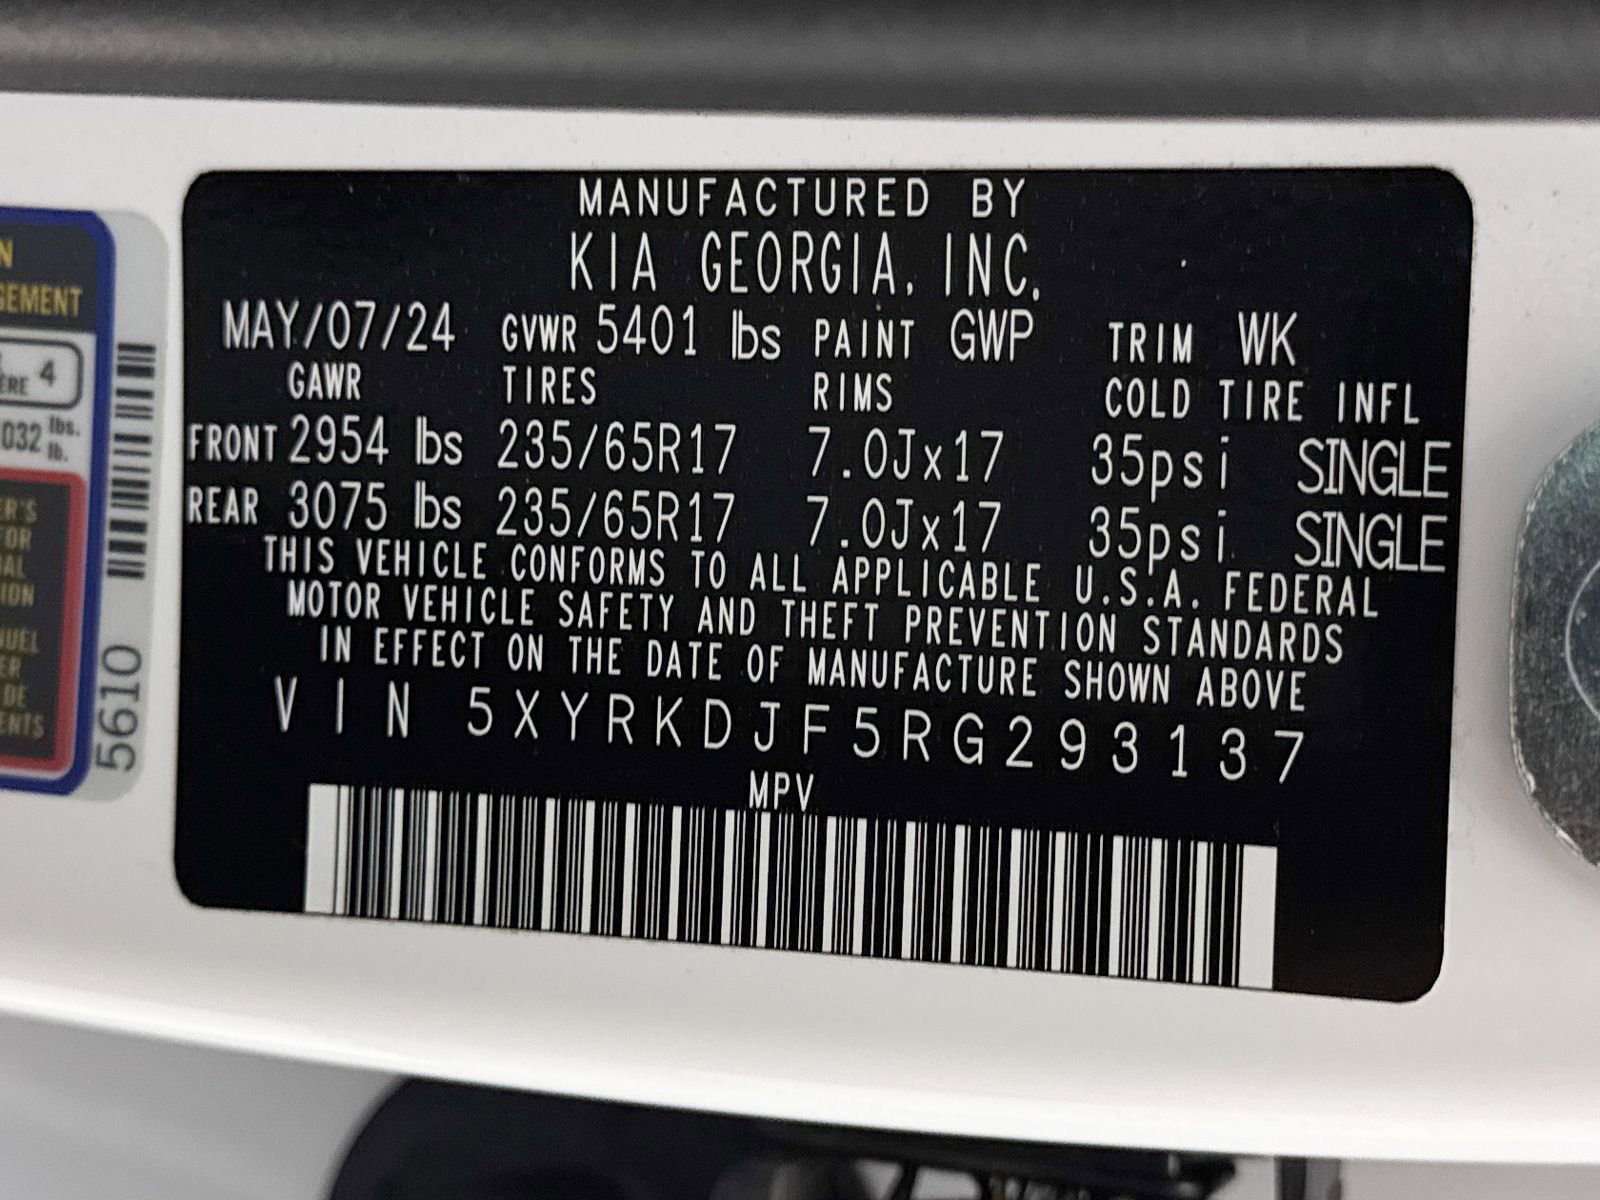 MANUFACTURED BY
KIA GEORGIA, INC.
MAY/07/24 GVWR 5401 lbs PAINT GWP TRIM WK
GAWR TIRES RIMS COLD TIRE INFL
FRONT 2954 lbs 235/65R17 7.0Jx17 35psi SINGLE
REAR 3075 lbs 235/65R17 7.0Jx17 35psi SINGLE
THIS VEHICLE CONFORMS TO ALL APPLICABLE U.S.A. FEDERAL
MOTOR VEHICLE SAFETY AND THEFT PREVENTION STANDARDS
IN EFFECT ON THE DATE OF MANUFACTURE SHOWN ABOVE
VIN 5XYRKDJF5RG293137
MPV
4
lbs.
lb.
FOR
DE
5610